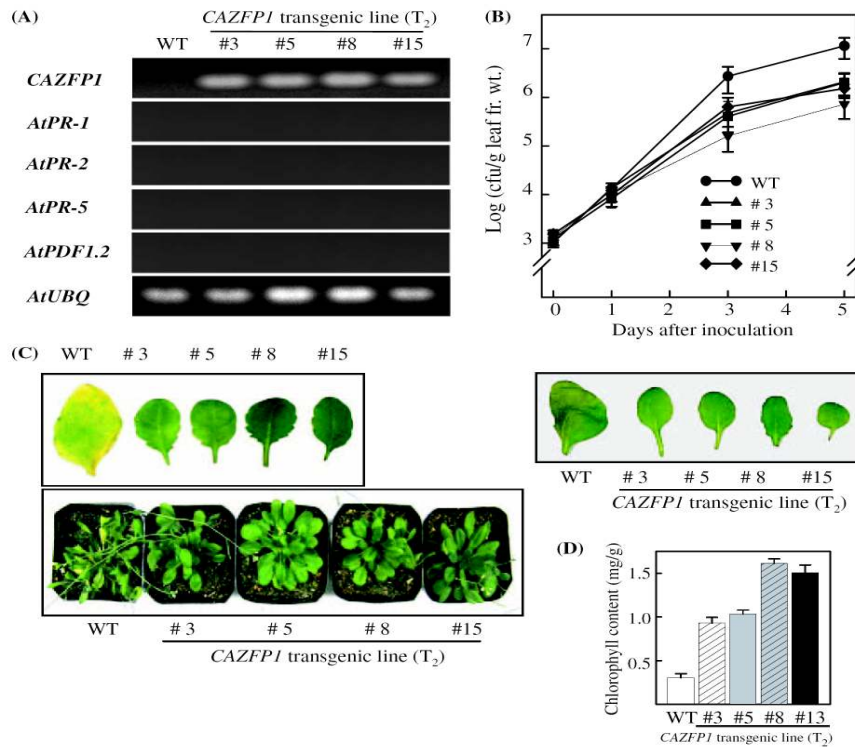 (A)
CAZFP1 transgenic line (T2)
WT #3 #5 #8 #15
CAZFP1
AtPR-1
AtPR-2
AtPR-5
AtPDF1.2
AtUBQ
(B)
Log (cfu/g leaf fr. wt.)
7
6
5
4
3
WT
# 3
# 5
# 8
#15
0 1 2 3 4 5
Days after inoculation
(C)
WT # 3 # 5 # 8 #15
WT # 3 # 5 # 8 #15
CAZFP1 transgenic line (T2)
WT # 3 # 5 # 8 #15
CAZFP1 transgenic line (T2)
(D)
Chlorophyll content (mg/g)
1.5
1.0
0.5
WT #3 #5 #8 #13
CAZFP1 transgenic line (T2)